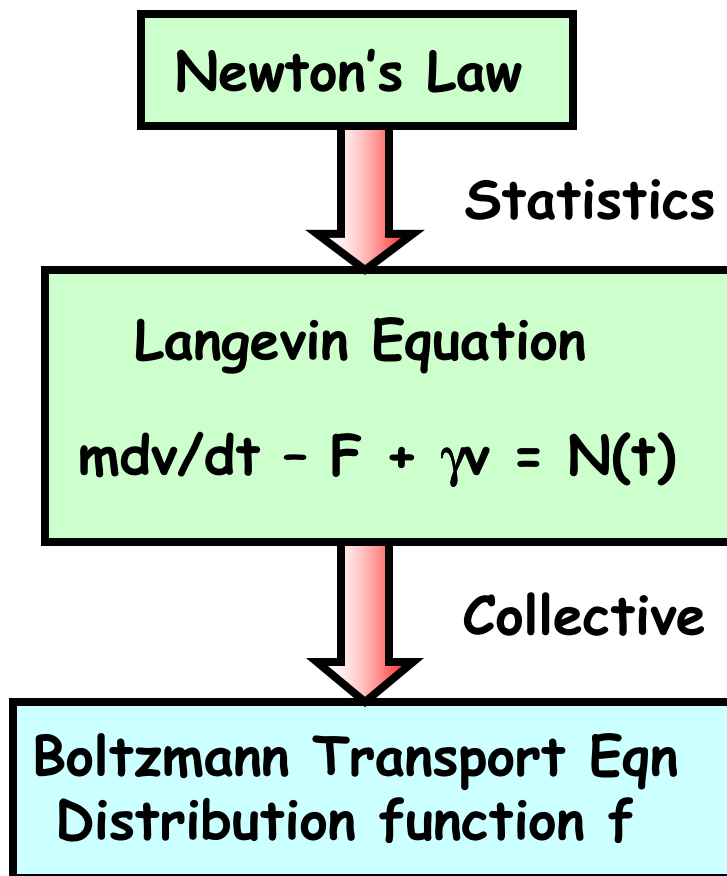 Newton's Law
Statistics
Langevin Equation
mdv/dt - F + γv = N(t)
Collective
Boltzmann Transport Eqn
Distribution function f